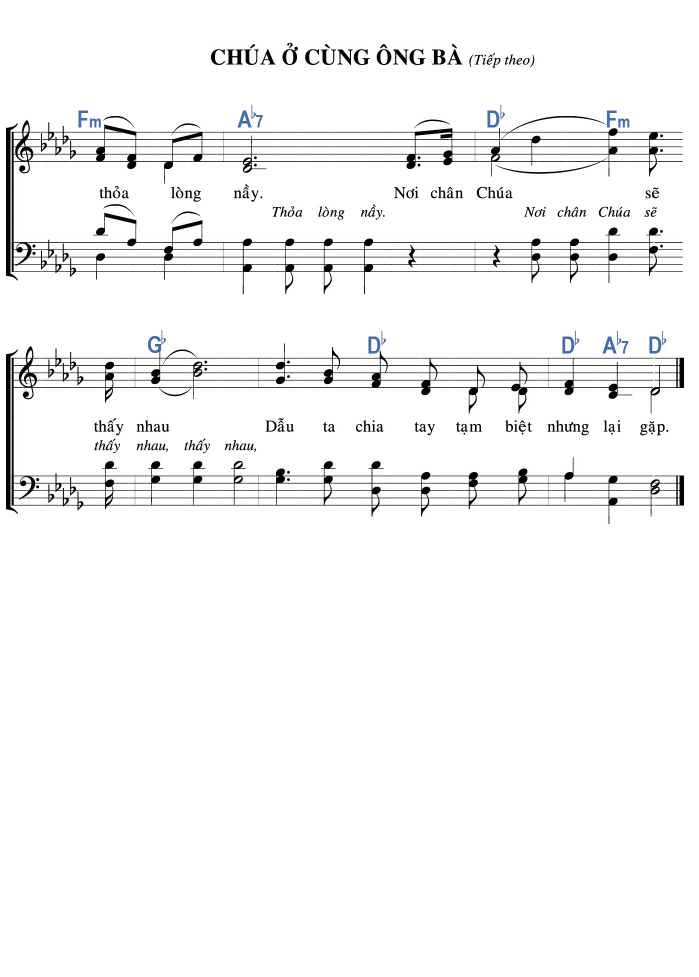 CHÚA Ở CÙNG ÔNG BÀ (Tiếp theo)
Fm A♭7 D♭ Fm
thỏa lòng nầy. Nơi chân Chúa sẽ
Thỏa lòng nầy. Nơi chân Chúa sẽ
G♭ D♭ D♭ A♭7 D♭
thấy nhau Dẫu ta chia tay tạm biệt nhưng lại gặp.
thấy nhau, thấy nhau,